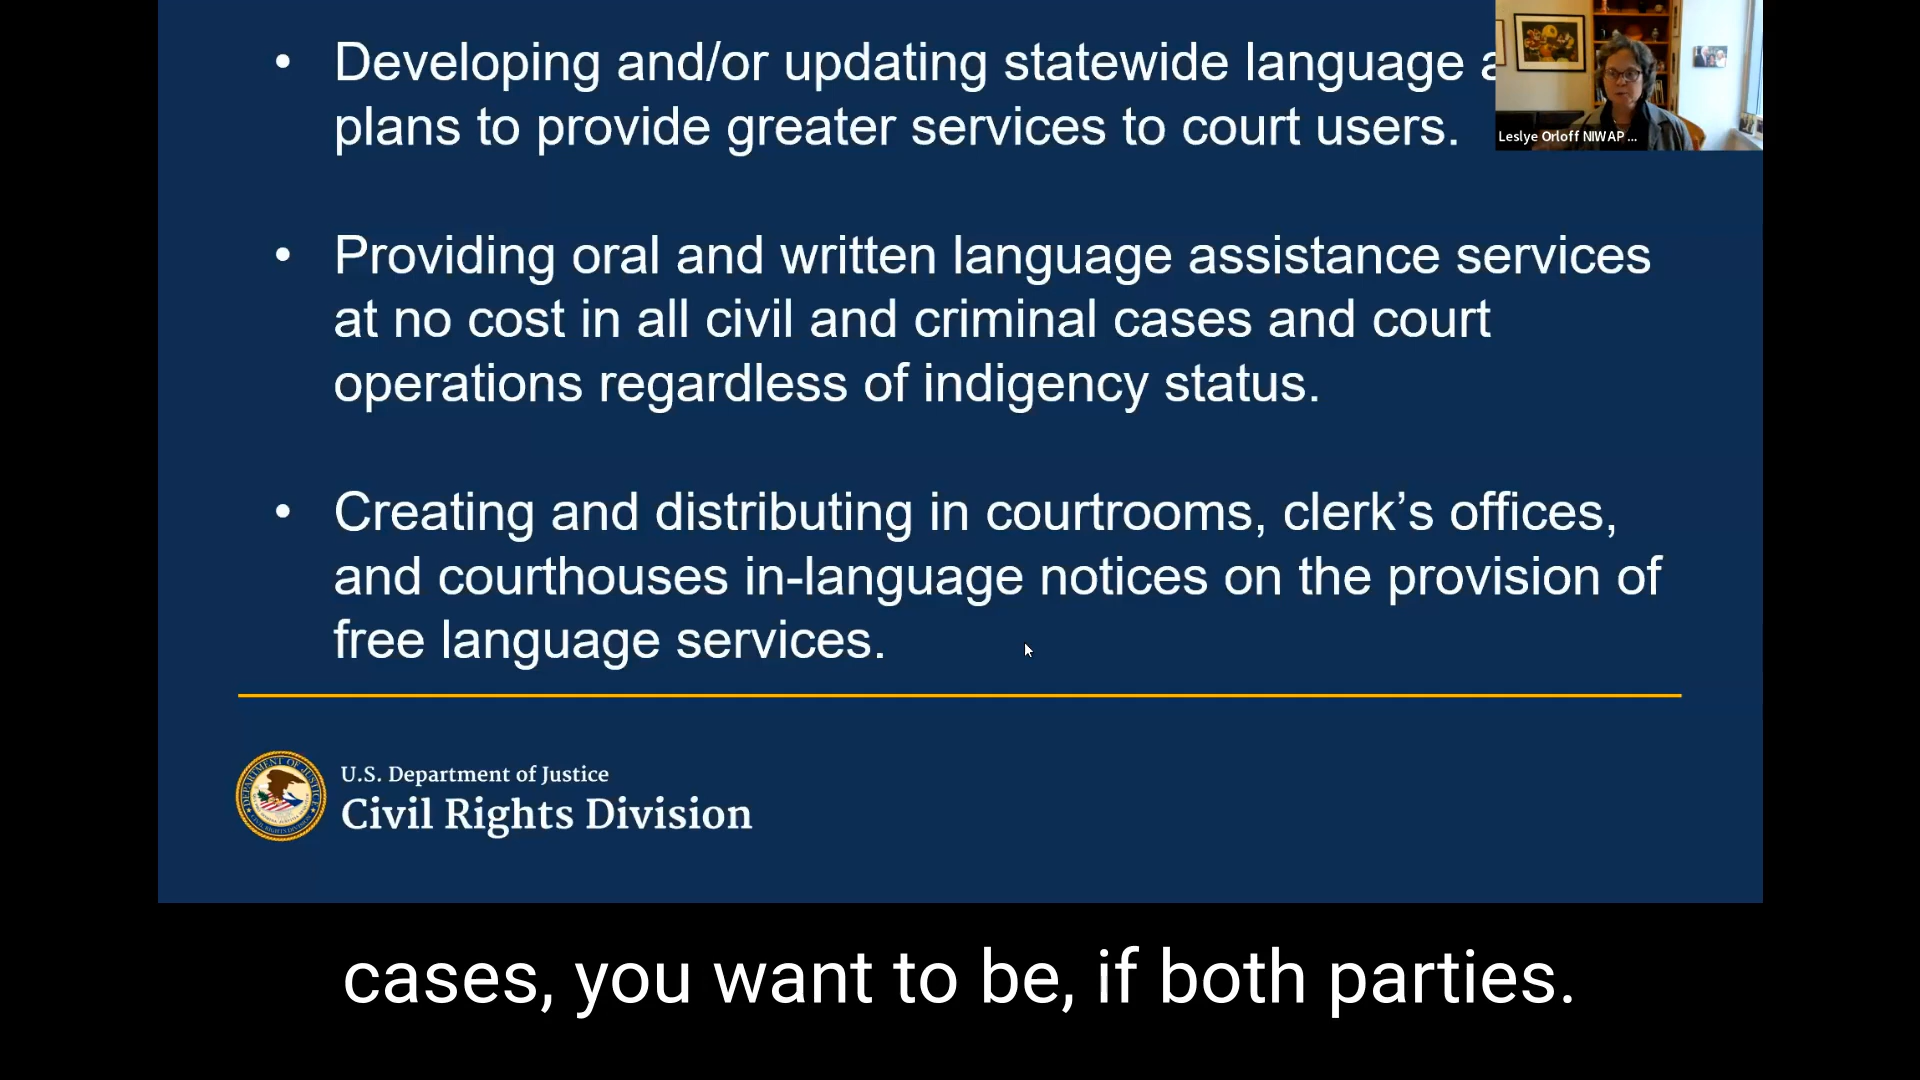 • Developing and/or updating statewide language
plans to provide greater services to court users.
Leslye Orloff NIWAP ...
• Providing oral and written language assistance services
at no cost in all civil and criminal cases and court
operations regardless of indigency status.
• Creating and distributing in courtrooms, clerk’s offices,
and courthouses in-language notices on the provision of
free language services.
U.S. Department of Justice
Civil Rights Division
cases, you want to be, if both parties.